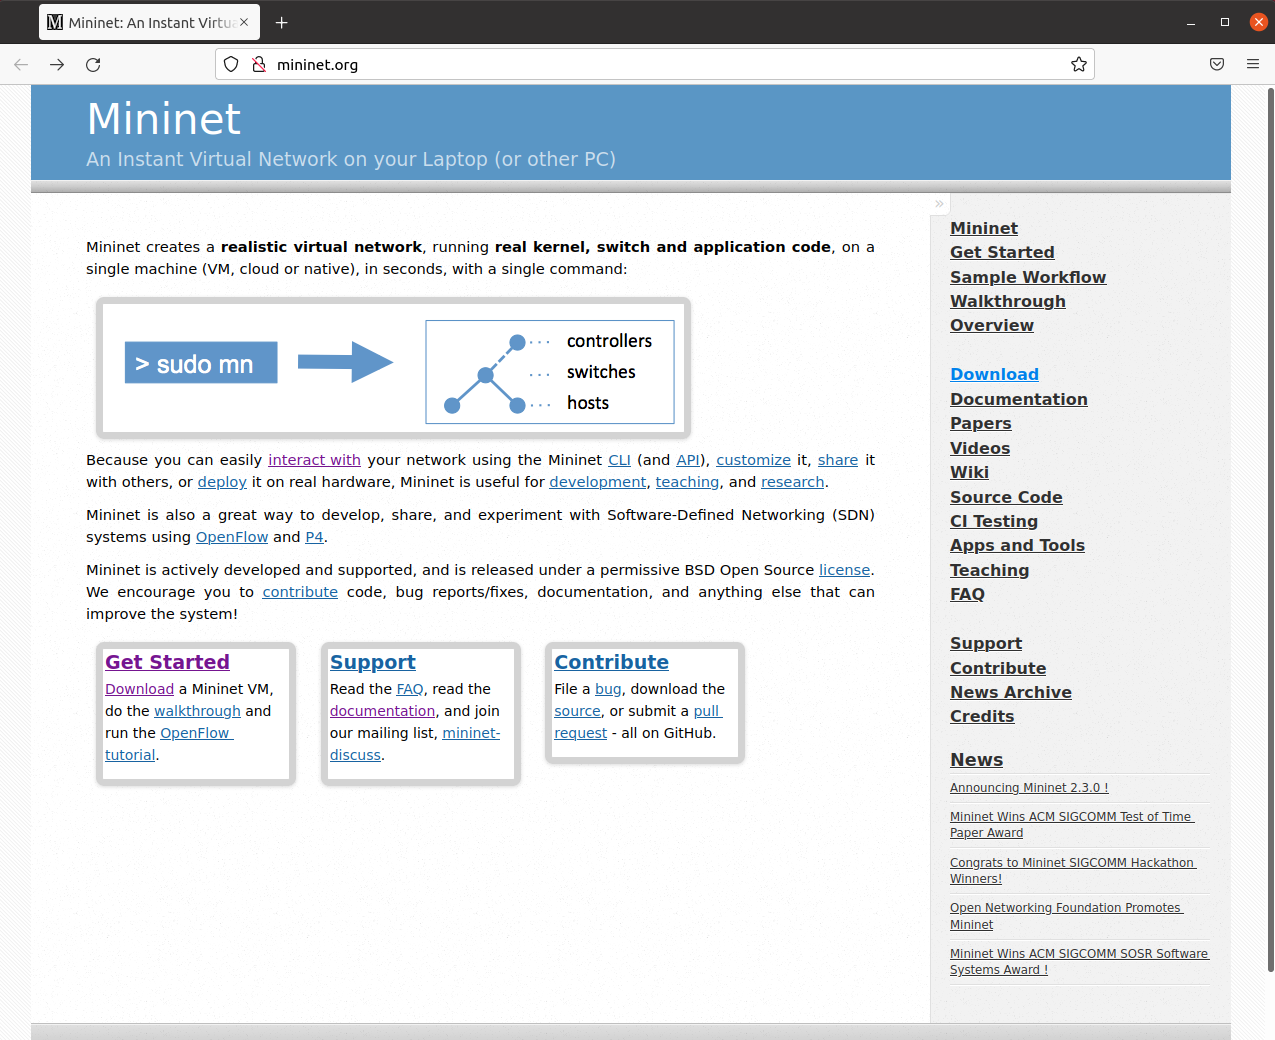 Mininet: An Instant Virtu
mininet.org
Mininet
An Instant Virtual Network on your Laptop (or other PC)
Mininet creates a realistic virtual network, running real kernel, switch and application code, on a
single machine (VM, cloud or native), in seconds, with a single command:
> sudo mn
controllers
switches
hosts
Because you can easily interact with your network using the Mininet CLI (and API), customize it, share it
with others, or deploy it on real hardware, Mininet is useful for development, teaching, and research.
Mininet is also a great way to develop, share, and experiment with Software-Defined Networking (SDN)
systems using OpenFlow and P4.
Mininet is actively developed and supported, and is released under a permissive BSD Open Source license.
We encourage you to contribute code, bug reports/fixes, documentation, and anything else that can
improve the system!
Get Started
Download a Mininet VM,
do the walkthrough and
run the OpenFlow
tutorial.
Support
Read the FAQ, read the
documentation, and join
our mailing list, mininet-
discuss.
Contribute
File a bug, download the
source, or submit a pull
request - all on GitHub.
»
Mininet
Get Started
Sample Workflow
Walkthrough
Overview
Download
Documentation
Papers
Videos
Wiki
Source Code
CI Testing
Apps and Tools
Teaching
FAQ
Support
Contribute
News Archive
Credits
News
Announcing Mininet 2.3.0 !
Mininet Wins ACM SIGCOMM Test of Time
Paper Award
Congrats to Mininet SIGCOMM Hackathon
Winners!
Open Networking Foundation Promotes
Mininet
Mininet Wins ACM SIGCOMM SOSR Software
Systems Award !